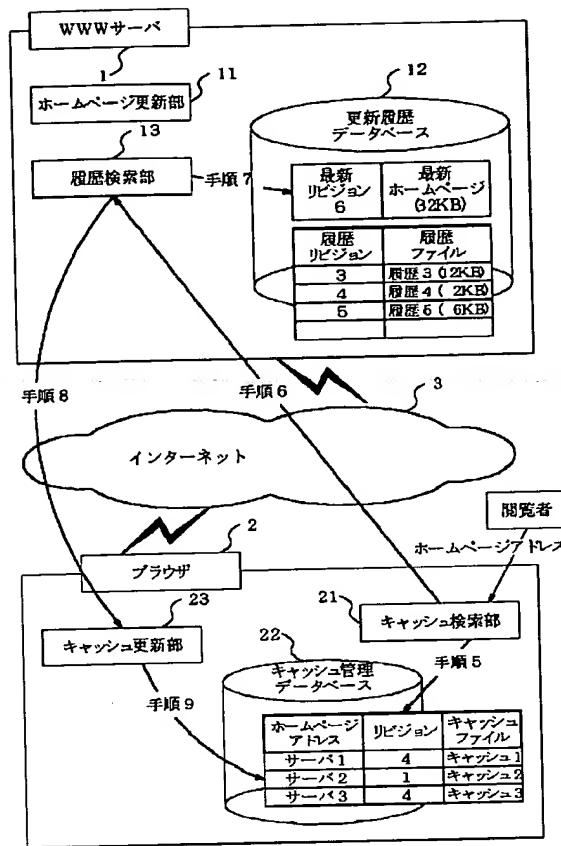 WWWサーバ
1
ホームページ更新部
11
13
履歴検索部
手順7
12
更新履歴
データベース
最新
リビジョン
6
最新
ホームページ
(32KB)
履歴
リビジョン
履歴
ファイル
3
履歴3(12KB)
4
履歴4( 2KB)
5
履歴5( 6KB)
手順8
手順6
3
インターネット
閲覧者
ホームページアドレス
2
ブラウザ
23
キャッシュ更新部
21
キャッシュ検索部
22
手順5
手順9
キャッシュ管理
データベース
ホームページ
アドレス
リビジョン
キャッシュ
ファイル
サーバ1
4
キャッシュ1
サーバ2
1
キャッシュ2
サーバ3
4
キャッシュ3